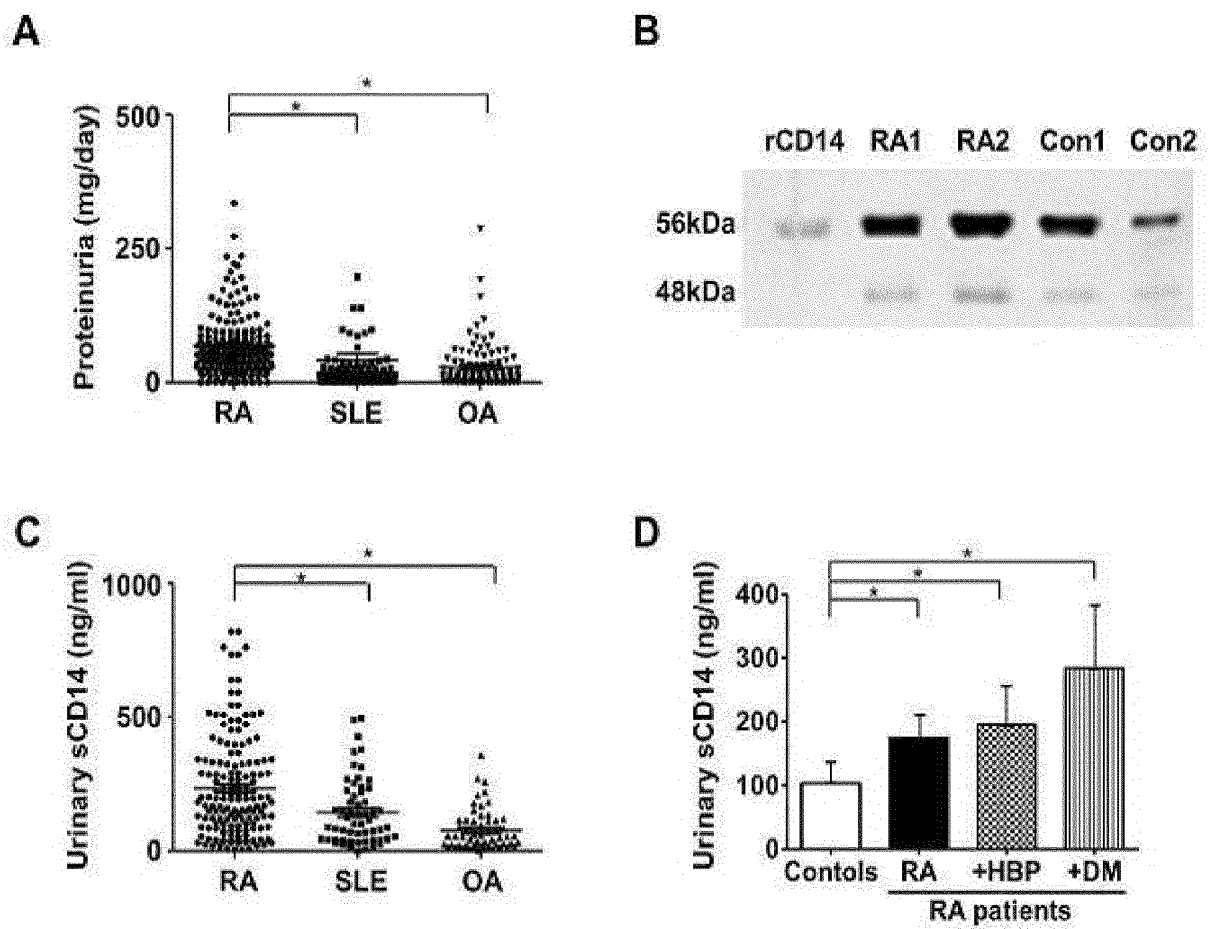 A
Proteinuria (mg/day)
500
250
0
*
*
RA SLE OA
B
rCD14 RA1 RA2 Con1 Con2
56kDa
48kDa
C
Urinary sCD14 (ng/ml)
1000
500
0
*
*
RA SLE OA
D
Urinary sCD14 (ng/ml)
400
300
200
100
0
*
*
*
Contols RA +HBP +DM
RA patients